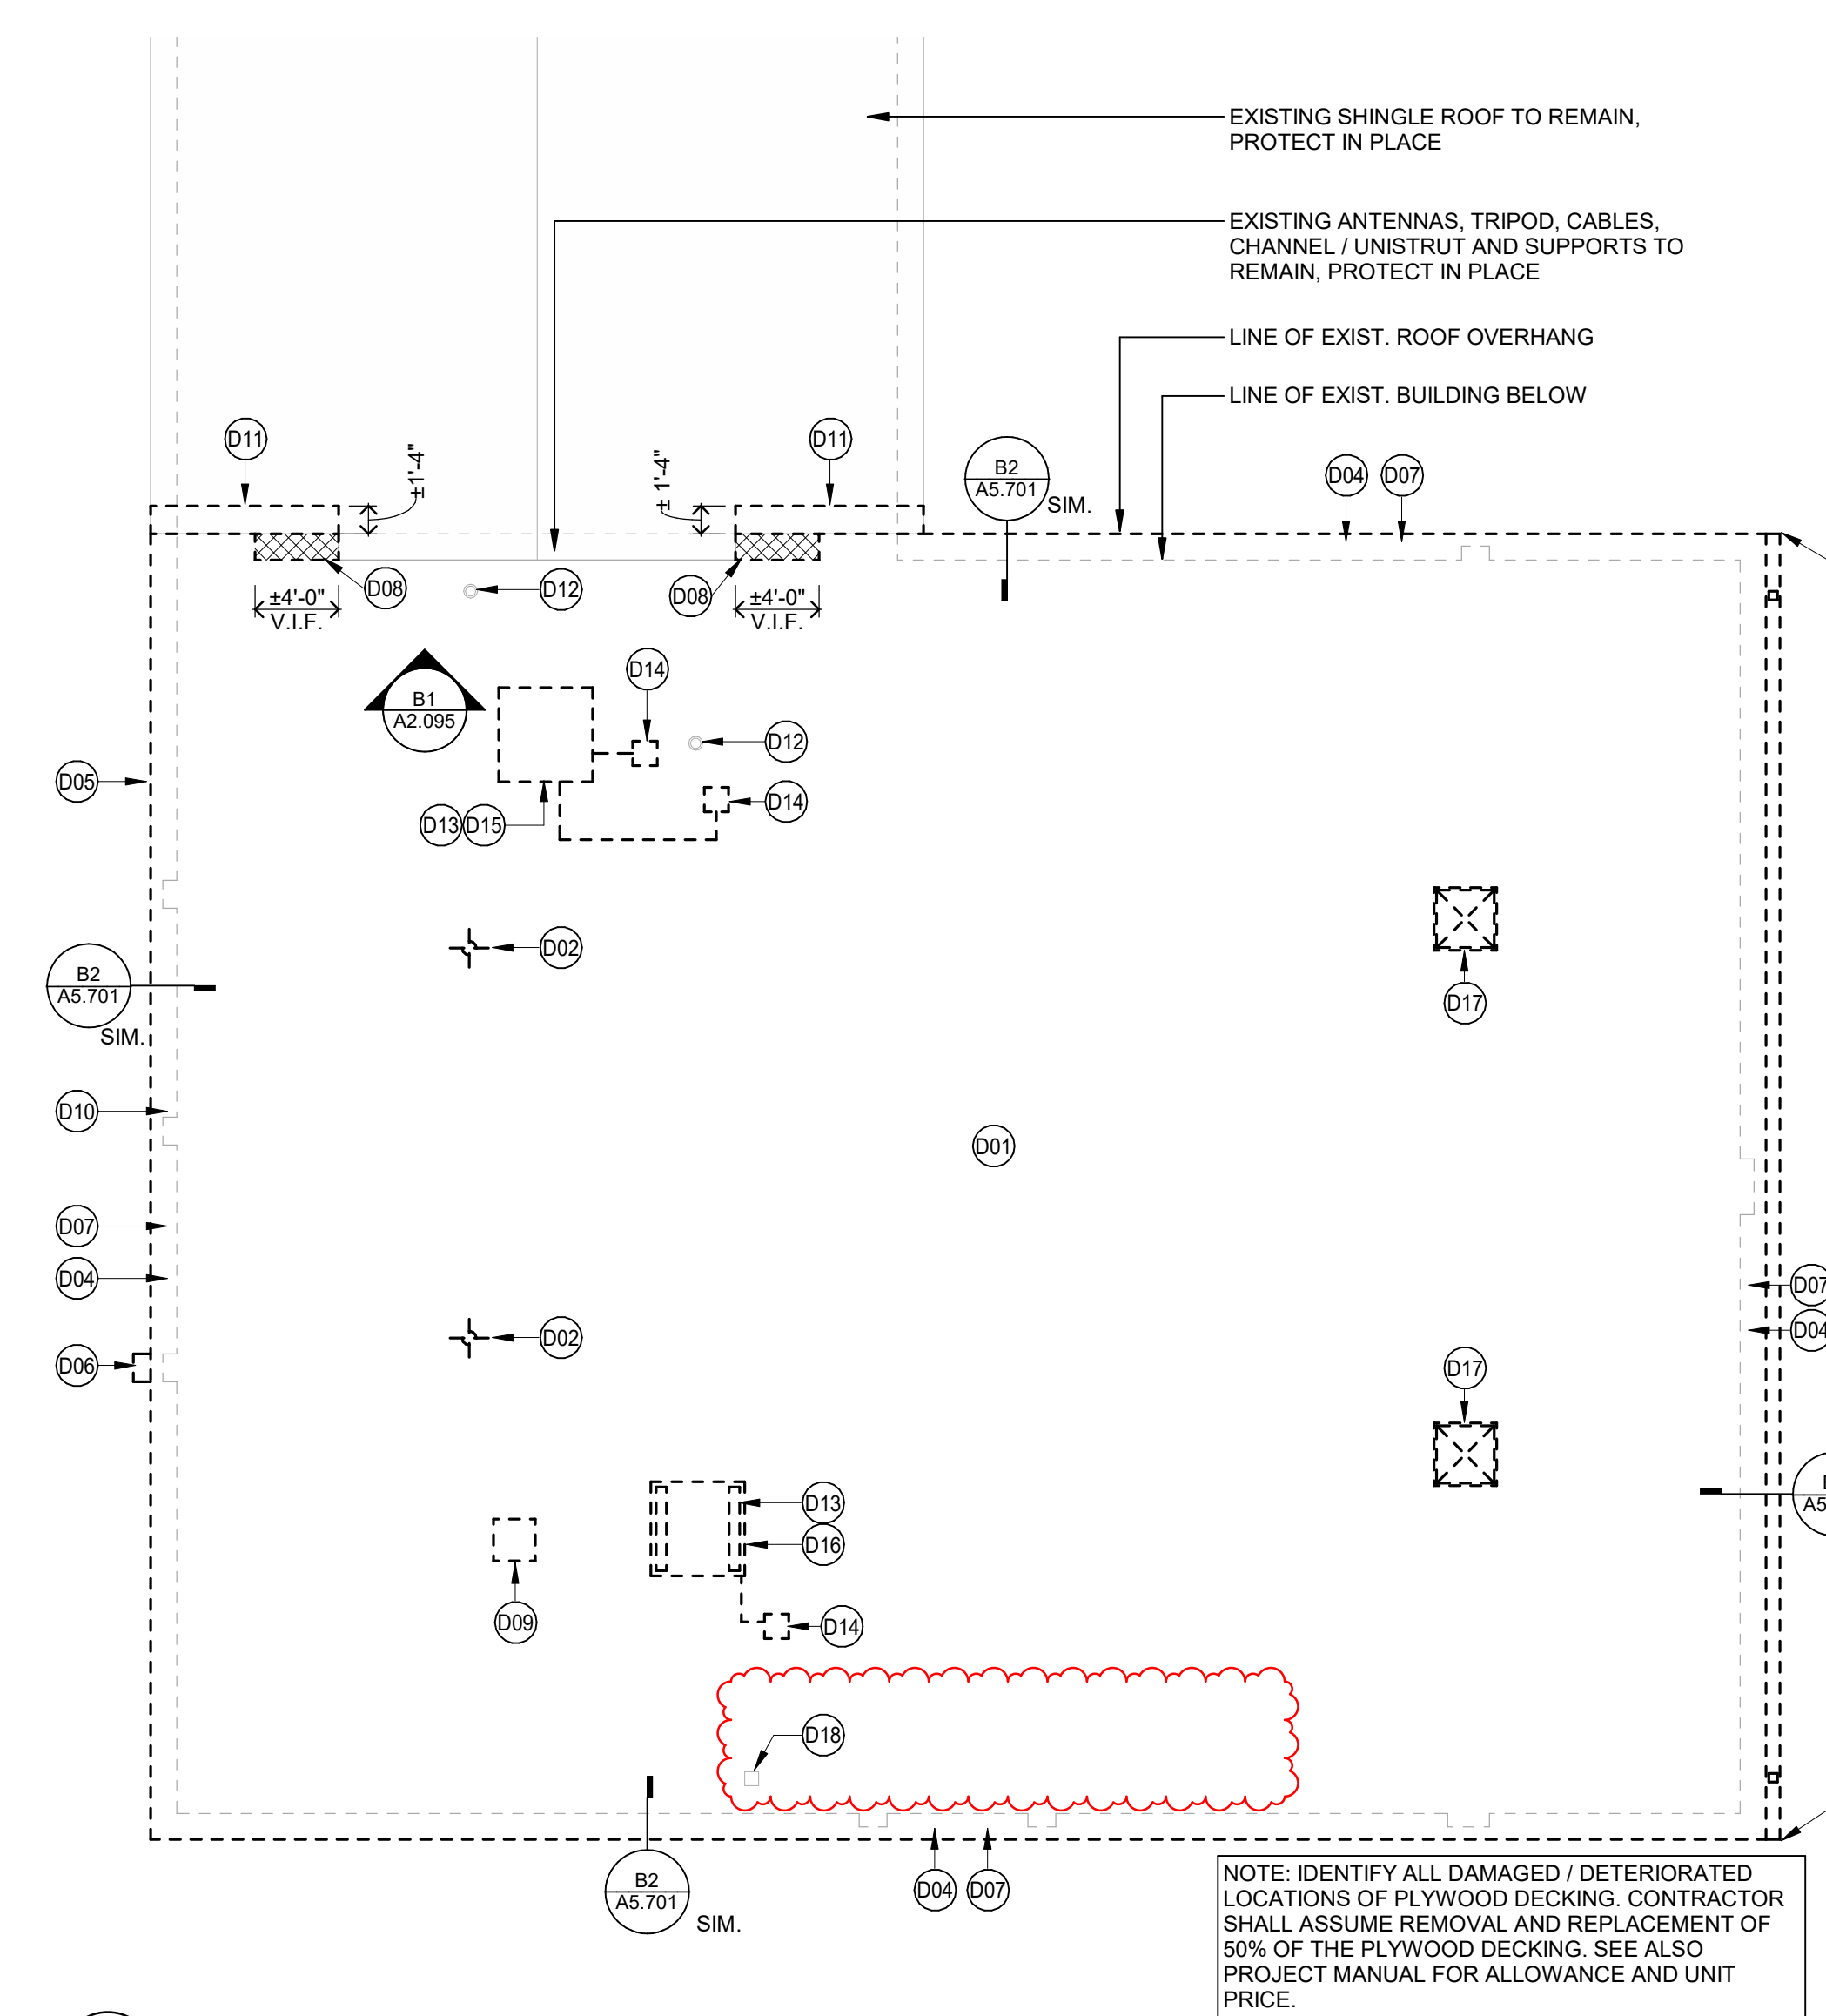 EXISTING SHINGLE ROOF TO REMAIN,
PROTECT IN PLACE
EXISTING ANTENNAS, TRIPOD, CABLES,
CHANNEL / UNISTRUT AND SUPPORTS TO
REMAIN, PROTECT IN PLACE
LINE OF EXIST. ROOF OVERHANG
LINE OF EXIST. BUILDING BELOW
D11
±1'-4"
± 1'-4"
D11
B2
A5.701
SIM.
D04
D07
D08
±4'-0"
V.I.F.
D12
D08
±4'-0"
V.I.F.
B1
A2.095
D14
D12
D05
D14
D13
D15
D02
B2
A5.701
SIM.
D17
D10
D01
D07
D04
D07
D04
D02
D06
D17
D13
D16
A5
D09
D14
D18
B2
A5.701
SIM.
D04
D07
NOTE: IDENTIFY ALL DAMAGED / DETERIORATED
LOCATIONS OF PLYWOOD DECKING. CONTRACTOR
SHALL ASSUME REMOVAL AND REPLACEMENT OF
50% OF THE PLYWOOD DECKING. SEE ALSO
PROJECT MANUAL FOR ALLOWANCE AND UNIT
PRICE.